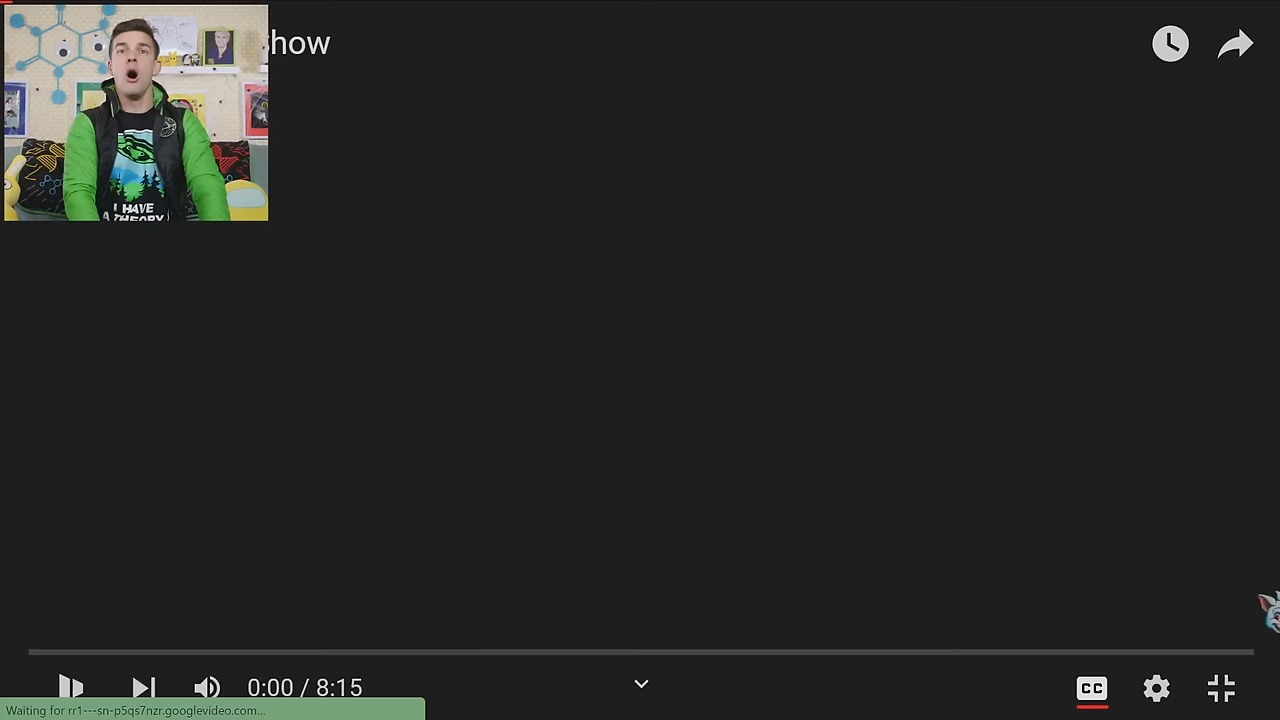 how
I HAVE
A THEORY
0:00 / 8:15
CC
Waiting for rr1---sn-p5qs7nzr.googlevideo.com...